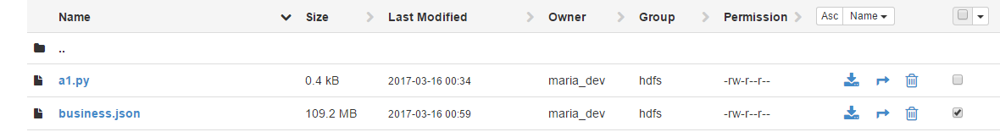 Name Size Last Modified Owner Group Permission Asc Name
..
a1.py 0.4 kB 2017-03-16 00:34 maria_dev hdfs -rw-r--r--
business.json 109.2 MB 2017-03-16 00:59 maria_dev hdfs -rw-r--r--